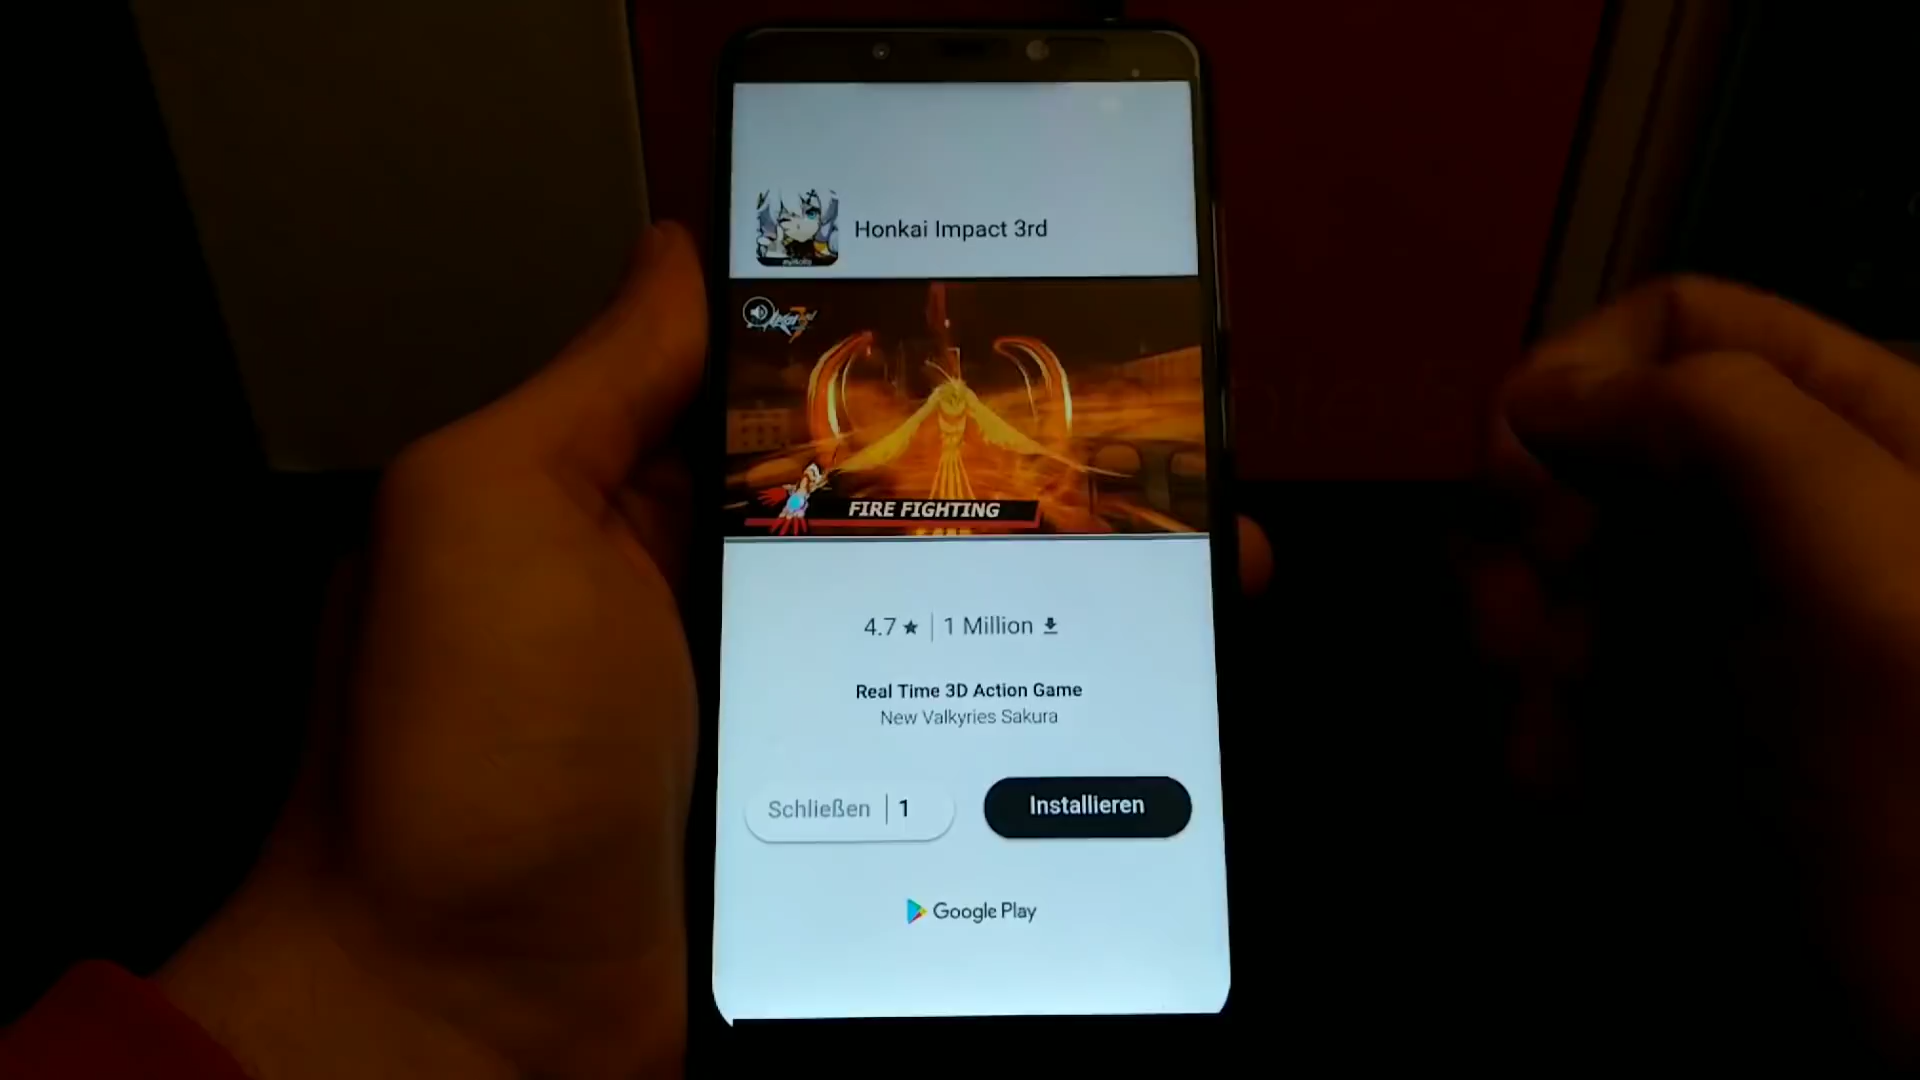 Honkai Impact 3rd
FIRE FIGHTING
4.7★ | 1 Million
Real Time 3D Action Game
New Valkyries Sakura
Schließen | 1
Installieren
Google Play